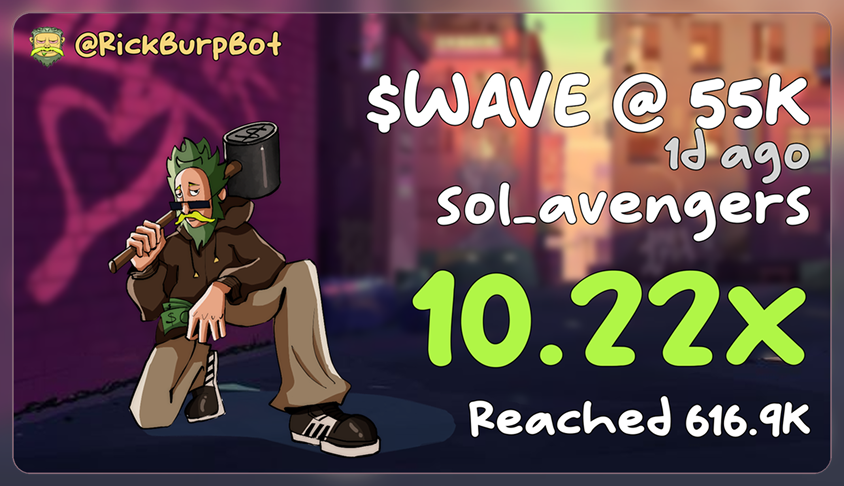 @RickBurpBot
$WAVE @ 55K
1d ago
sol_avengers
10.22x
Reached 616.9K